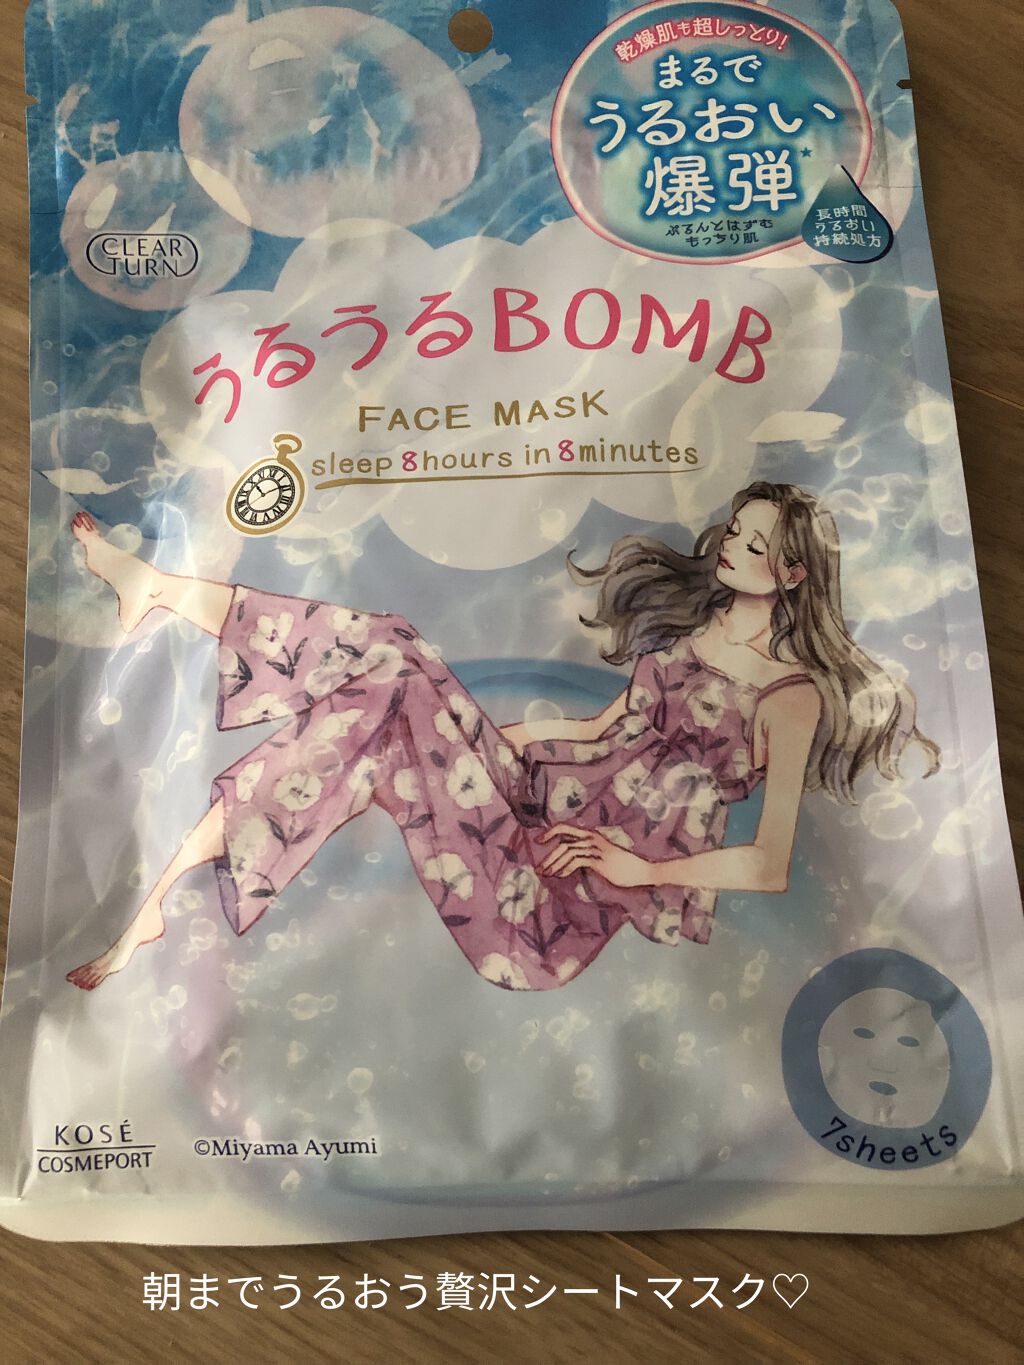 乾燥肌も超しっとり!
まるで
うるおい
爆弾
ぷるんとはずむ
もっちり肌
長時間
うるおい
持続処方
CLEAR
TURN
うるうるBOMB
FACE MASK
sleep 8hours in 8minutes
7sheets
KOSÉ
COSMEPORT
©Miyama Ayumi
朝までうるおう贅沢シートマスク♡